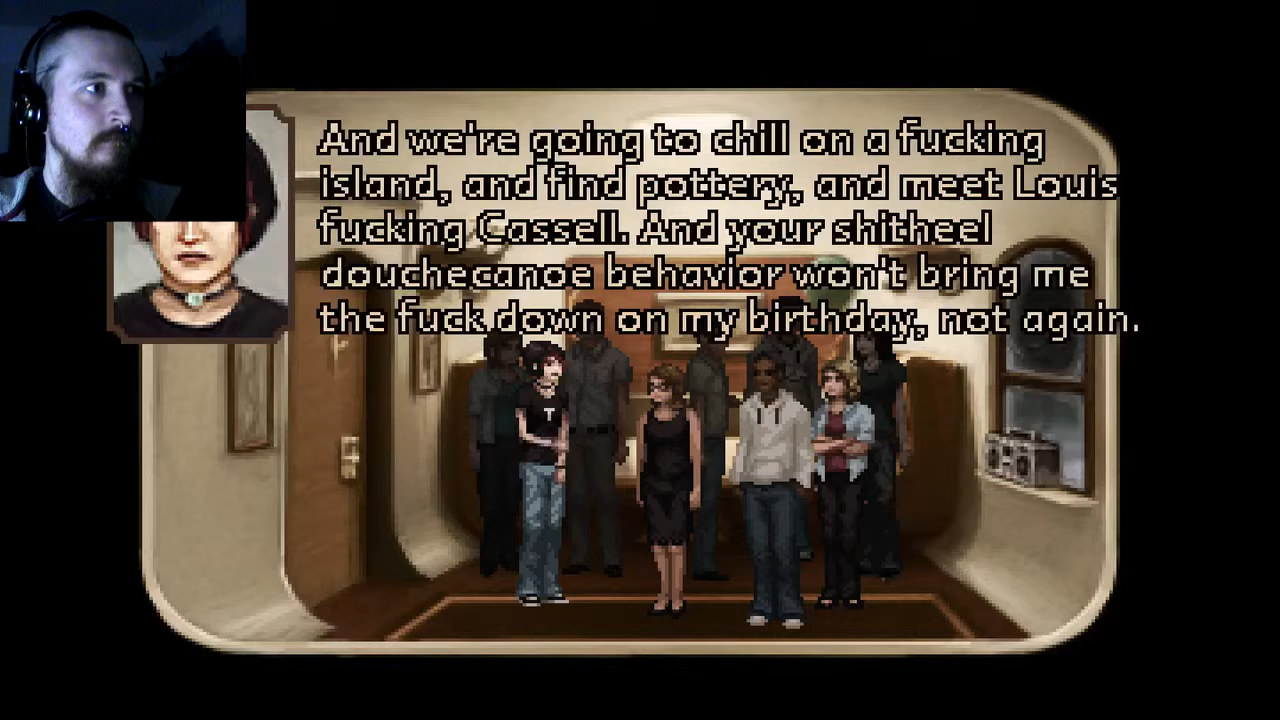 And we're going to chill on a fucking
island, and find pottery, and meet Louis
fucking Cassell. And your shitheel
douchecanoe behavior won't bring me
the fuck down on my birthday, not again.